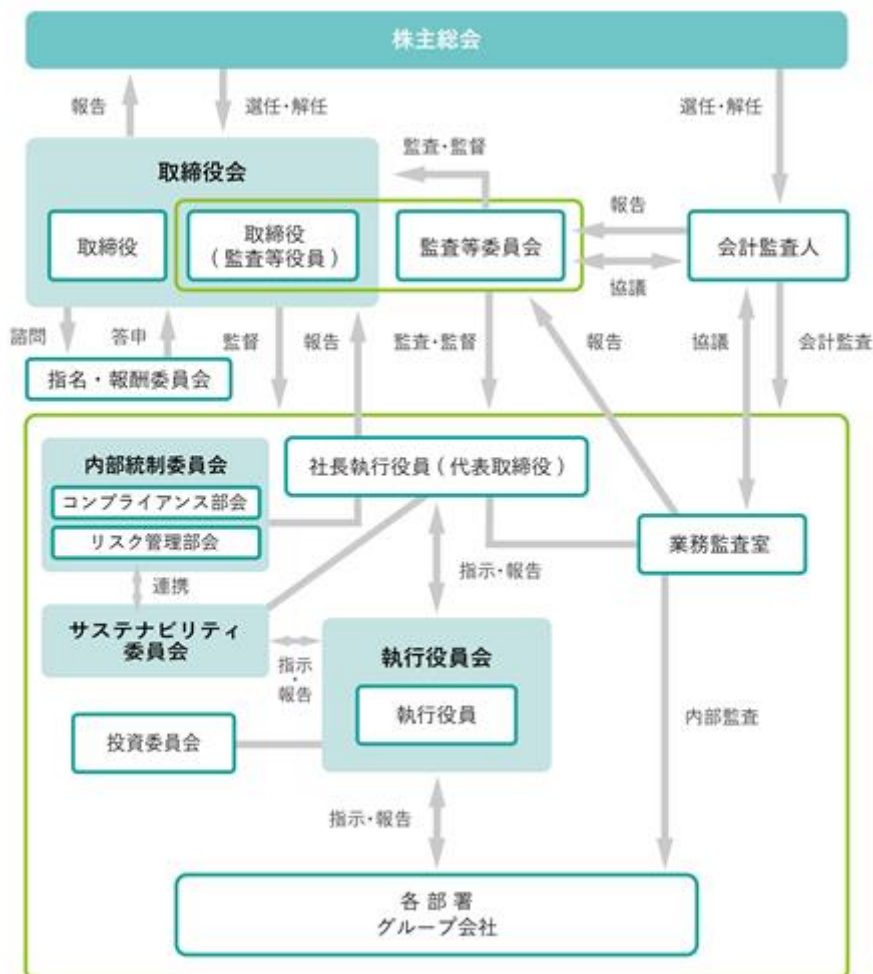 株主総会
報告
選任・解任
選任・解任
取締役会
監査・監督
取締役
取締役
(監査等役員)
監査等委員会
報告
協議
会計監査人
諮問
答申
監督
報告
監査・監督
報告
協議
会計監査
指名・報酬委員会
内部統制委員会
コンプライアンス部会
リスク管理部会
社長執行役員(代表取締役)
業務監査室
連携
指示・報告
サステナビリティ
委員会
指示
・
報告
執行役員会
執行役員
投資委員会
内部監査
指示・報告
各部署
グループ会社